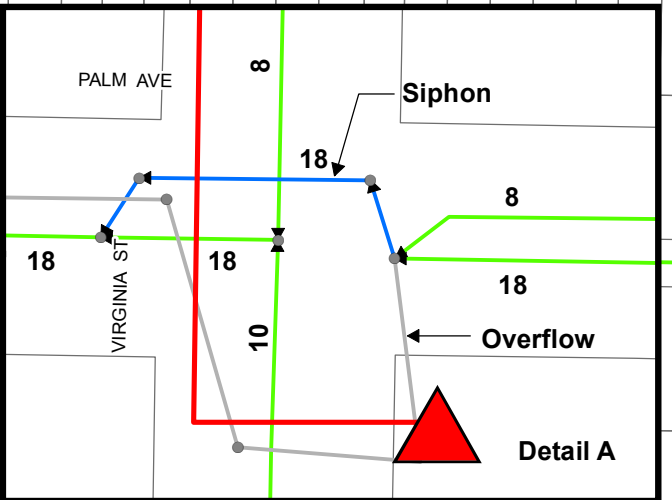 PALM AVE
8
Siphon
18
8
18
18
18
VIRGINIA ST
10
Overflow
Detail A